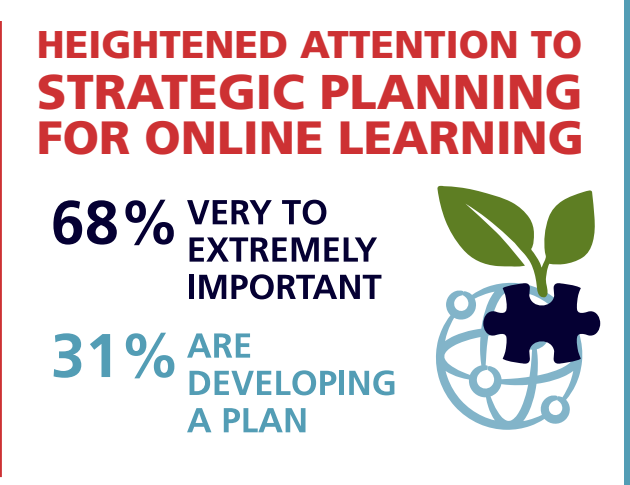 HEIGHTENED ATTENTION TO
STRATEGIC PLANNING
FOR ONLINE LEARNING
68% VERY TO
EXTREMELY
IMPORTANT
31% ARE
DEVELOPING
A PLAN